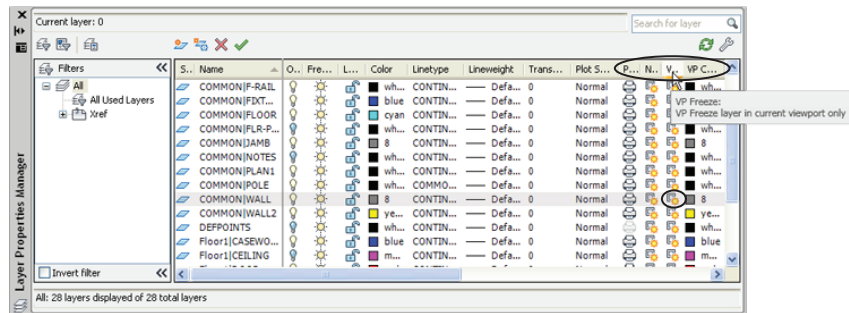 Current layer: 0
Search for layer
Filters
All
All Used Layers
Xref
Invert filter
S.. Name O.. Fre... L... Color Linetype Lineweight Trans... Plot S... P... N.. V.. VP C...
COMMON|F-RAIL wh... CONTIN... Defa... 0 Normal wh...
COMMON|FIXT... blue CONTIN... Defa... 0 Normal
COMMON|FLOOR cyan CONTIN... Defa... 0 Normal
COMMON|FLR-P... wh... CONTIN... Defa... 0 Normal wh...
COMMON|JAMB 8 CONTIN... Defa... 0 Normal 8
COMMON|NOTES wh... CONTIN... Defa... 0 Normal wh...
COMMON|PLAN1 wh... CONTIN... Defa... 0 Normal wh...
COMMON|POLE wh... COMMO... Defa... 0 Normal wh...
COMMON|WALL 8 CONTIN... Defa... 0 Normal 8
COMMON|WALL2 ye... CONTIN... Defa... 0 Normal ye...
DEFPOINTS wh... CONTIN... Defa... 0 Normal wh...
Floor1|CASEWO... blue CONTIN... Defa... 0 Normal blue
Floor1|CEILING m... CONTIN... Defa... 0 Normal m...
VP Freeze:
VP Freeze layer in current viewport only
Layer Properties Manager
All: 28 layers displayed of 28 total layers